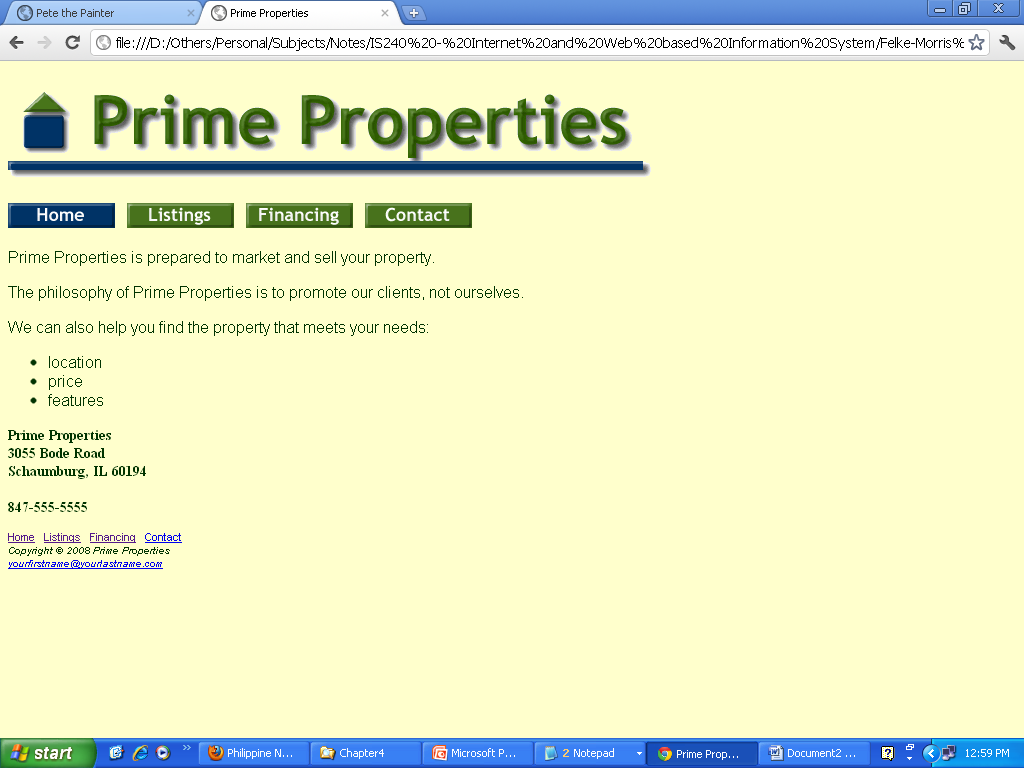 Pete the Painter
Prime Properties
file:///D:/Others/Personal/Subjects/Notes/IS240%20-%20Internet%20and%20Web%20based%20Information%20System/Felke-Morris%
Prime Properties
Home Listings Financing Contact
Prime Properties is prepared to market and sell your property.
The philosophy of Prime Properties is to promote our clients, not ourselves.
We can also help you find the property that meets your needs:
• location
• price
• features
Prime Properties
3055 Bode Road
Schaumburg, IL 60194
847-555-5555
Home Listings Financing Contact
Copyright © 2008 Prime Properties
yourfirstname@yourlastname.com
start Philippine N... Chapter4 Microsoft P... 2 Notepad Prime Prop... Document2 ... 12:59 PM